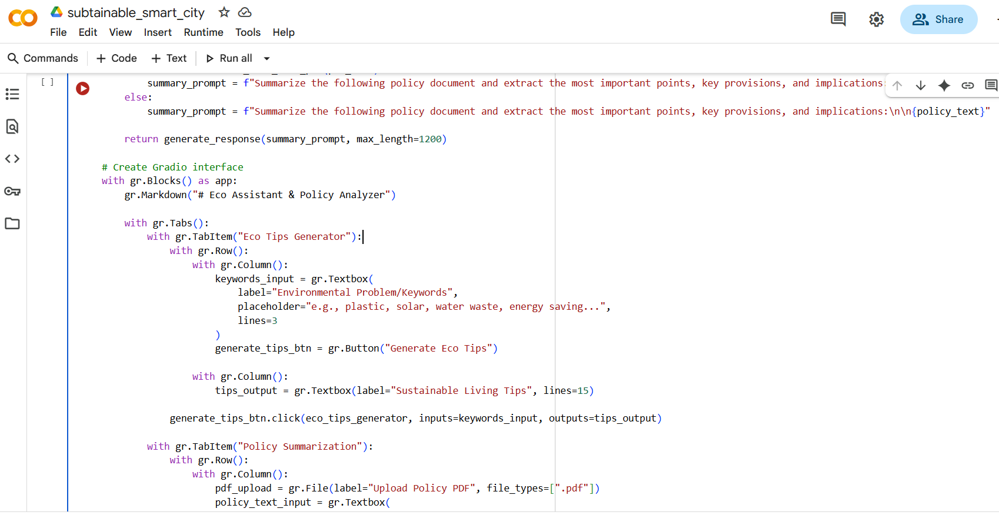 subtainable_smart_city
File Edit View Insert Runtime Tools Help
Share
Commands + Code + Text Run all
[ ]
summary_prompt = f"Summarize the following policy document and extract the most important points, key provisions, and implications:
else:
summary_prompt = f"Summarize the following policy document and extract the most important points, key provisions, and implications:\n\n{policy_text}"
return generate_response(summary_prompt, max_length=1200)
# Create Gradio interface
with gr.Blocks() as app:
gr.Markdown("# Eco Assistant & Policy Analyzer")
with gr.Tabs():
with gr.TabItem("Eco Tips Generator"):
with gr.Row():
with gr.Column():
keywords_input = gr.Textbox(
label="Environmental Problem/Keywords",
placeholder="e.g., plastic, solar, water waste, energy saving...",
lines=3
)
generate_tips_btn = gr.Button("Generate Eco Tips")
with gr.Column():
tips_output = gr.Textbox(label="Sustainable Living Tips", lines=15)
generate_tips_btn.click(eco_tips_generator, inputs=keywords_input, outputs=tips_output)
with gr.TabItem("Policy Summarization"):
with gr.Row():
with gr.Column():
pdf_upload = gr.File(label="Upload Policy PDF", file_types=[".pdf"])
policy_text_input = gr.Textbox(